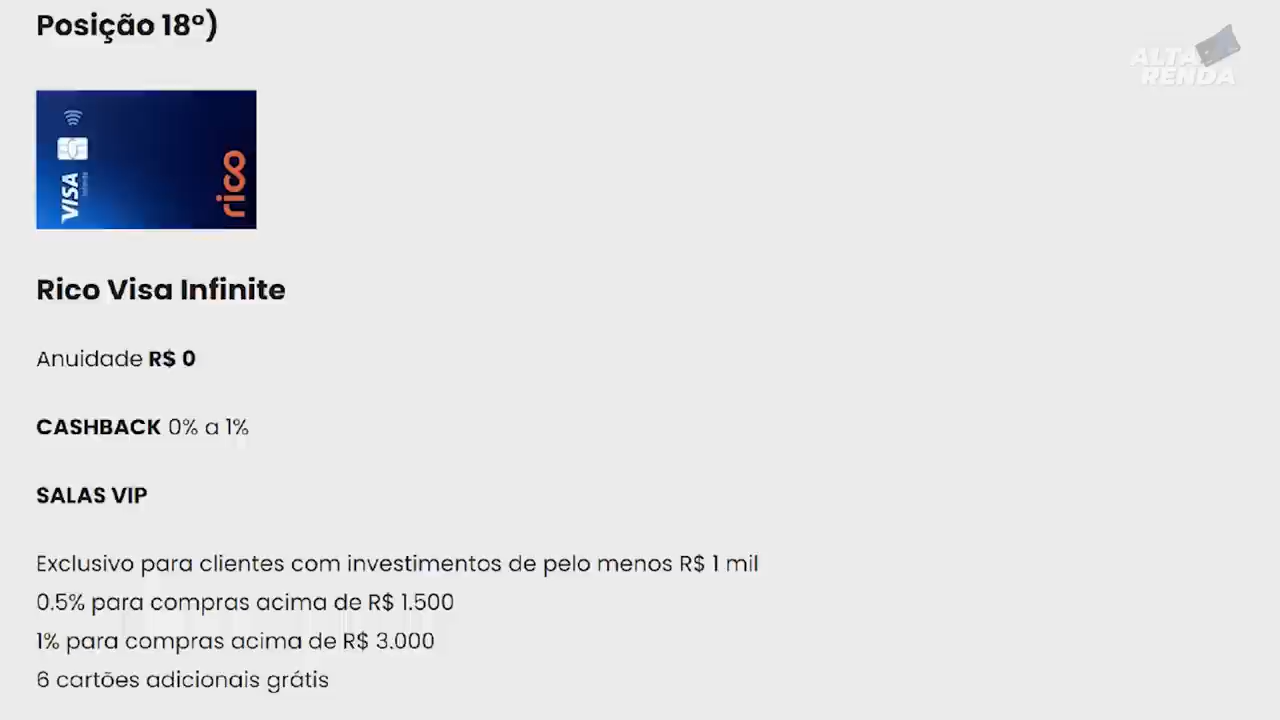 Posição 18º)
ALTA
RENDA
VISA
Infinite
rico
Rico Visa Infinite
Anuidade R$ 0
CASHBACK 0% a 1%
SALAS VIP
Exclusivo para clientes com investimentos de pelo menos R$ 1 mil
0.5% para compras acima de R$ 1.500
1% para compras acima de R$ 3.000
6 cartões adicionais grátis